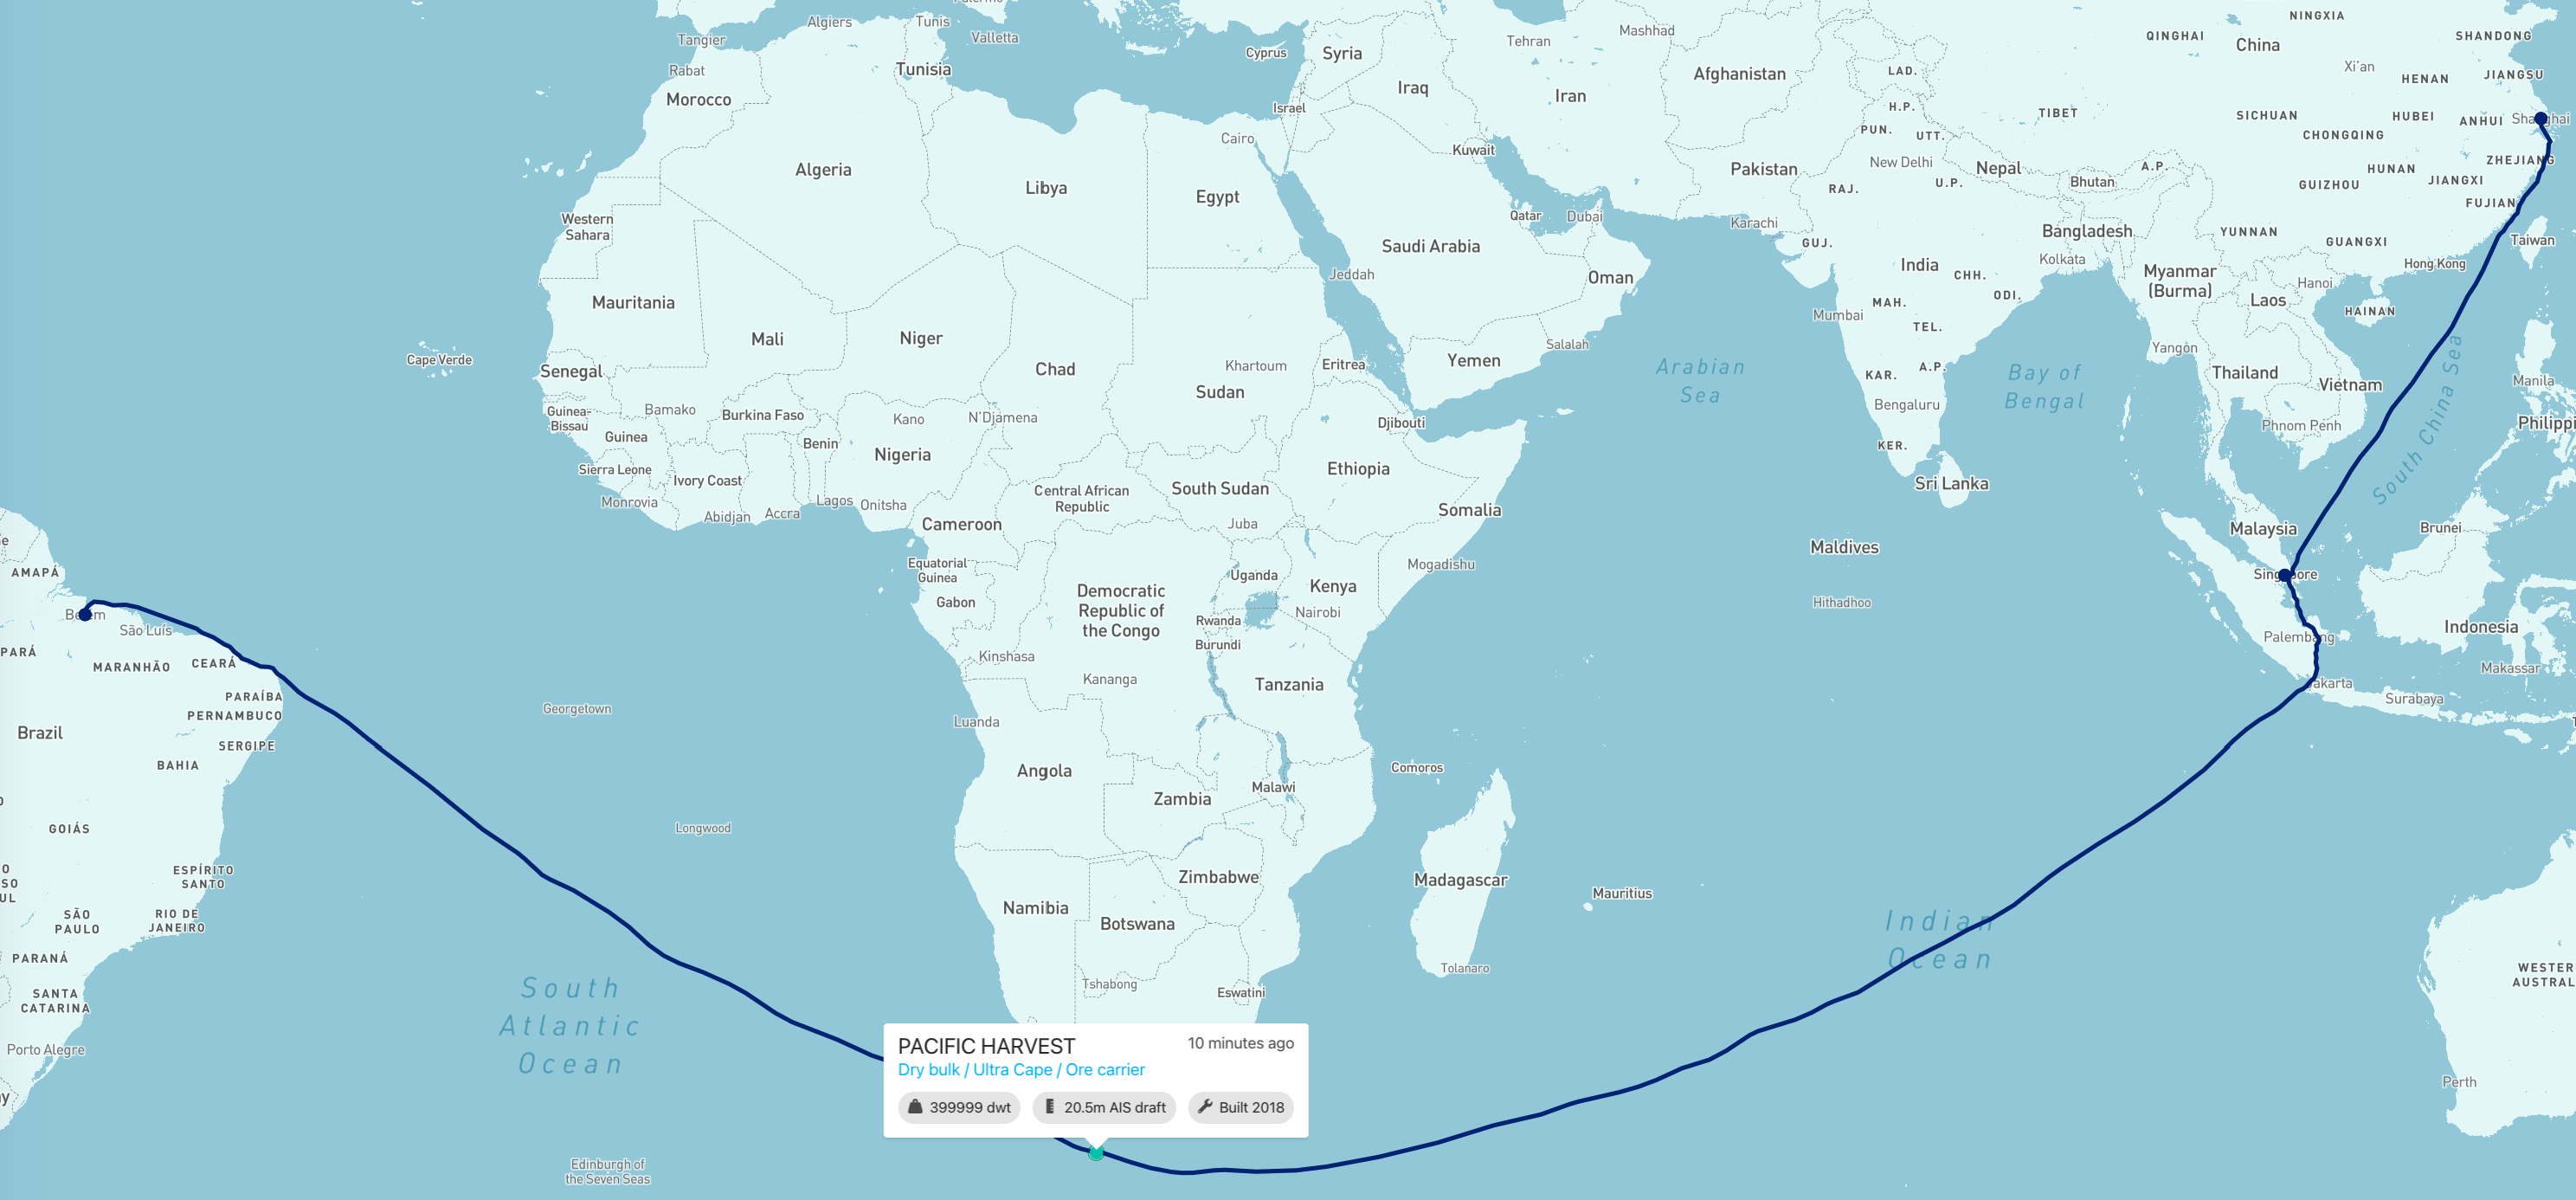 NINGXIA
QINGHAI
China
SHANDONG
Xi'an
HENAN
JIANGSU
TIBET
SICHUAN
HUBEI
ANHUI
CHONGQING
ZHEJIANG
HUNAN
JIANGXI
GUIZHOU
FUJIAN
YUNNAN
GUANGXI
Taiwan
Hong Kong
HAINAN
Algiers
Tunis
Tangier
Valletta
Rabat
Tunisia
Morocco
Cyprus
Syria
Iraq
Israel
Tehran
Mashhad
Iran
Afghanistan
LAD.
H.P.
PUN.
UTT.
Cairo
Kuwait
Algeria
Libya
Egypt
Pakistan
New Delhi
Nepal
A.P.
Bhutan
RAJ.
U.P.
Western
Sahara
Qatar
Dubai
Karachi
Saudi Arabia
GUJ.
Bangladesh
Kolkata
India
CHH.
ODI.
Jeddah
Oman
Myanmar
(Burma)
Hanoi
Laos
Mauritania
MAH.
Mumbai
TEL.
Mali
Niger
Chad
Khartoum
Sudan
Eritrea
Yemen
Salalah
Arabian
Sea
KAR.
A.P.
Bay of
Bengal
Yangon
Thailand
Vietnam
Manila
South China Sea
Cape Verde
Senegal
Guinea-
Bissau
Bamako
Burkina Faso
Kano
N'Djamena
Djibouti
Bengaluru
Phnom Penh
Guinea
Benin
Nigeria
KER.
Sierra Leone
Ivory Coast
Ethiopia
Sri Lanka
Monrovia
Abidjan
Accra
Lagos
Onitsha
Central African
Republic
South Sudan
Juba
Somalia
Cameroon
Malaysia
Brunei
Maldives
Equatorial
Guinea
Mogadishu
Uganda
Kenya
Singapore
AMAPÁ
Gabon
Democratic
Republic of
the Congo
Nairobi
Hithadhoo
Belém
São Luís
Rwanda
Burundi
Indonesia
Palembang
PARÁ
MARANHÃO
CEARÁ
Kinshasa
Kananga
Tanzania
Makassar
Jakarta
Surabaya
PARAÍBA
PERNAMBUCO
Georgetown
Luanda
Brazil
SERGIPE
BAHIA
Angola
Comoros
Malawi
Zambia
GOIÁS
Longwood
ESPÍRITO
SANTO
Zimbabwe
Madagascar
Mauritius
Namibia
Botswana
SÃO
PAULO
RIO DE
JANEIRO
Indian
Ocean
PARANÁ
Tolanaro
Tshabong
Eswatini
SANTA
CATARINA
South
Atlantic
Ocean
Porto Alegre
Perth
PACIFIC HARVEST
10 minutes ago
Dry bulk / Ultra Cape / Ore carrier
399999 dwt
20.5m AIS draft
Built 2018
Edinburgh of
the Seven Seas